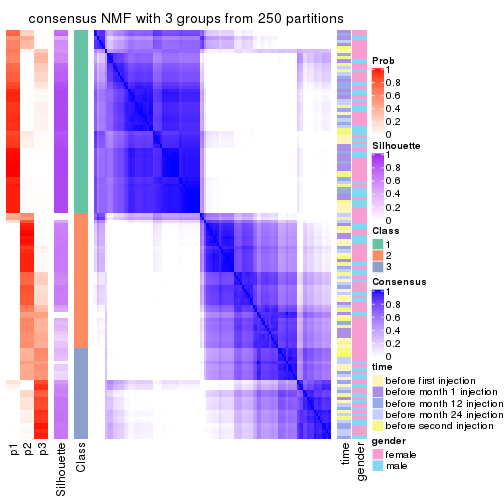 consensus NMF with 3 groups from 250 partitions
p1
p2
p3
Silhouette
Class
time
gender
Prob
1
0.8
0.6
0.4
0.2
0
Silhouette
1
0.8
0.6
0.4
0.2
0
Class
1
2
3
Consensus
1
0.8
0.6
0.4
0.2
0
time
before first injection
before month 1 injection
before month 12 injection
before month 24 injection
before second injection
gender
female
male